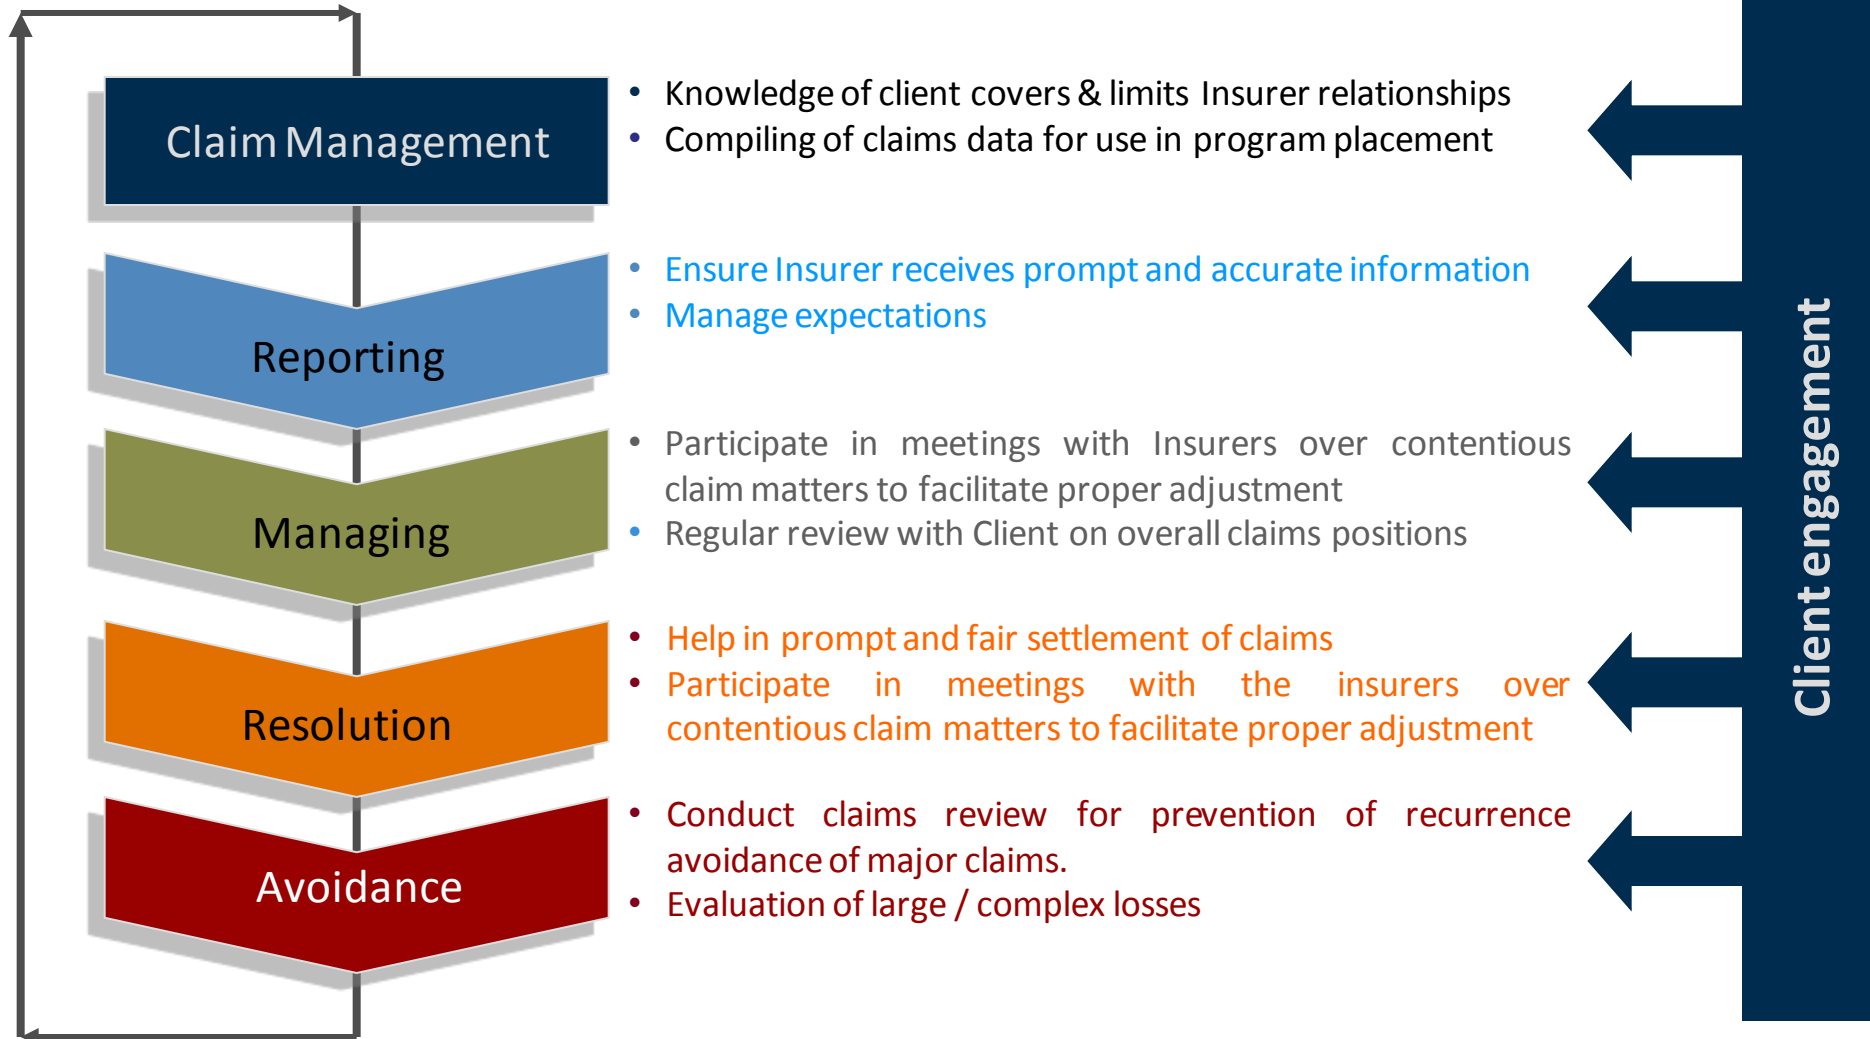 Claim Management
• Knowledge of client covers & limits Insurer relationships
• Compiling of claims data for use in program placement
Reporting
• Ensure Insurer receives prompt and accurate information
• Manage expectations
Managing
• Participate in meetings with Insurers over contentious
claim matters to facilitate proper adjustment
• Regular review with Client on overall claims positions
Resolution
• Help in prompt and fair settlement of claims
• Participate in meetings with the insurers over
contentious claim matters to facilitate proper adjustment
Avoidance
• Conduct claims review for prevention of recurrence
avoidance of major claims.
• Evaluation of large / complex losses
Client engagement